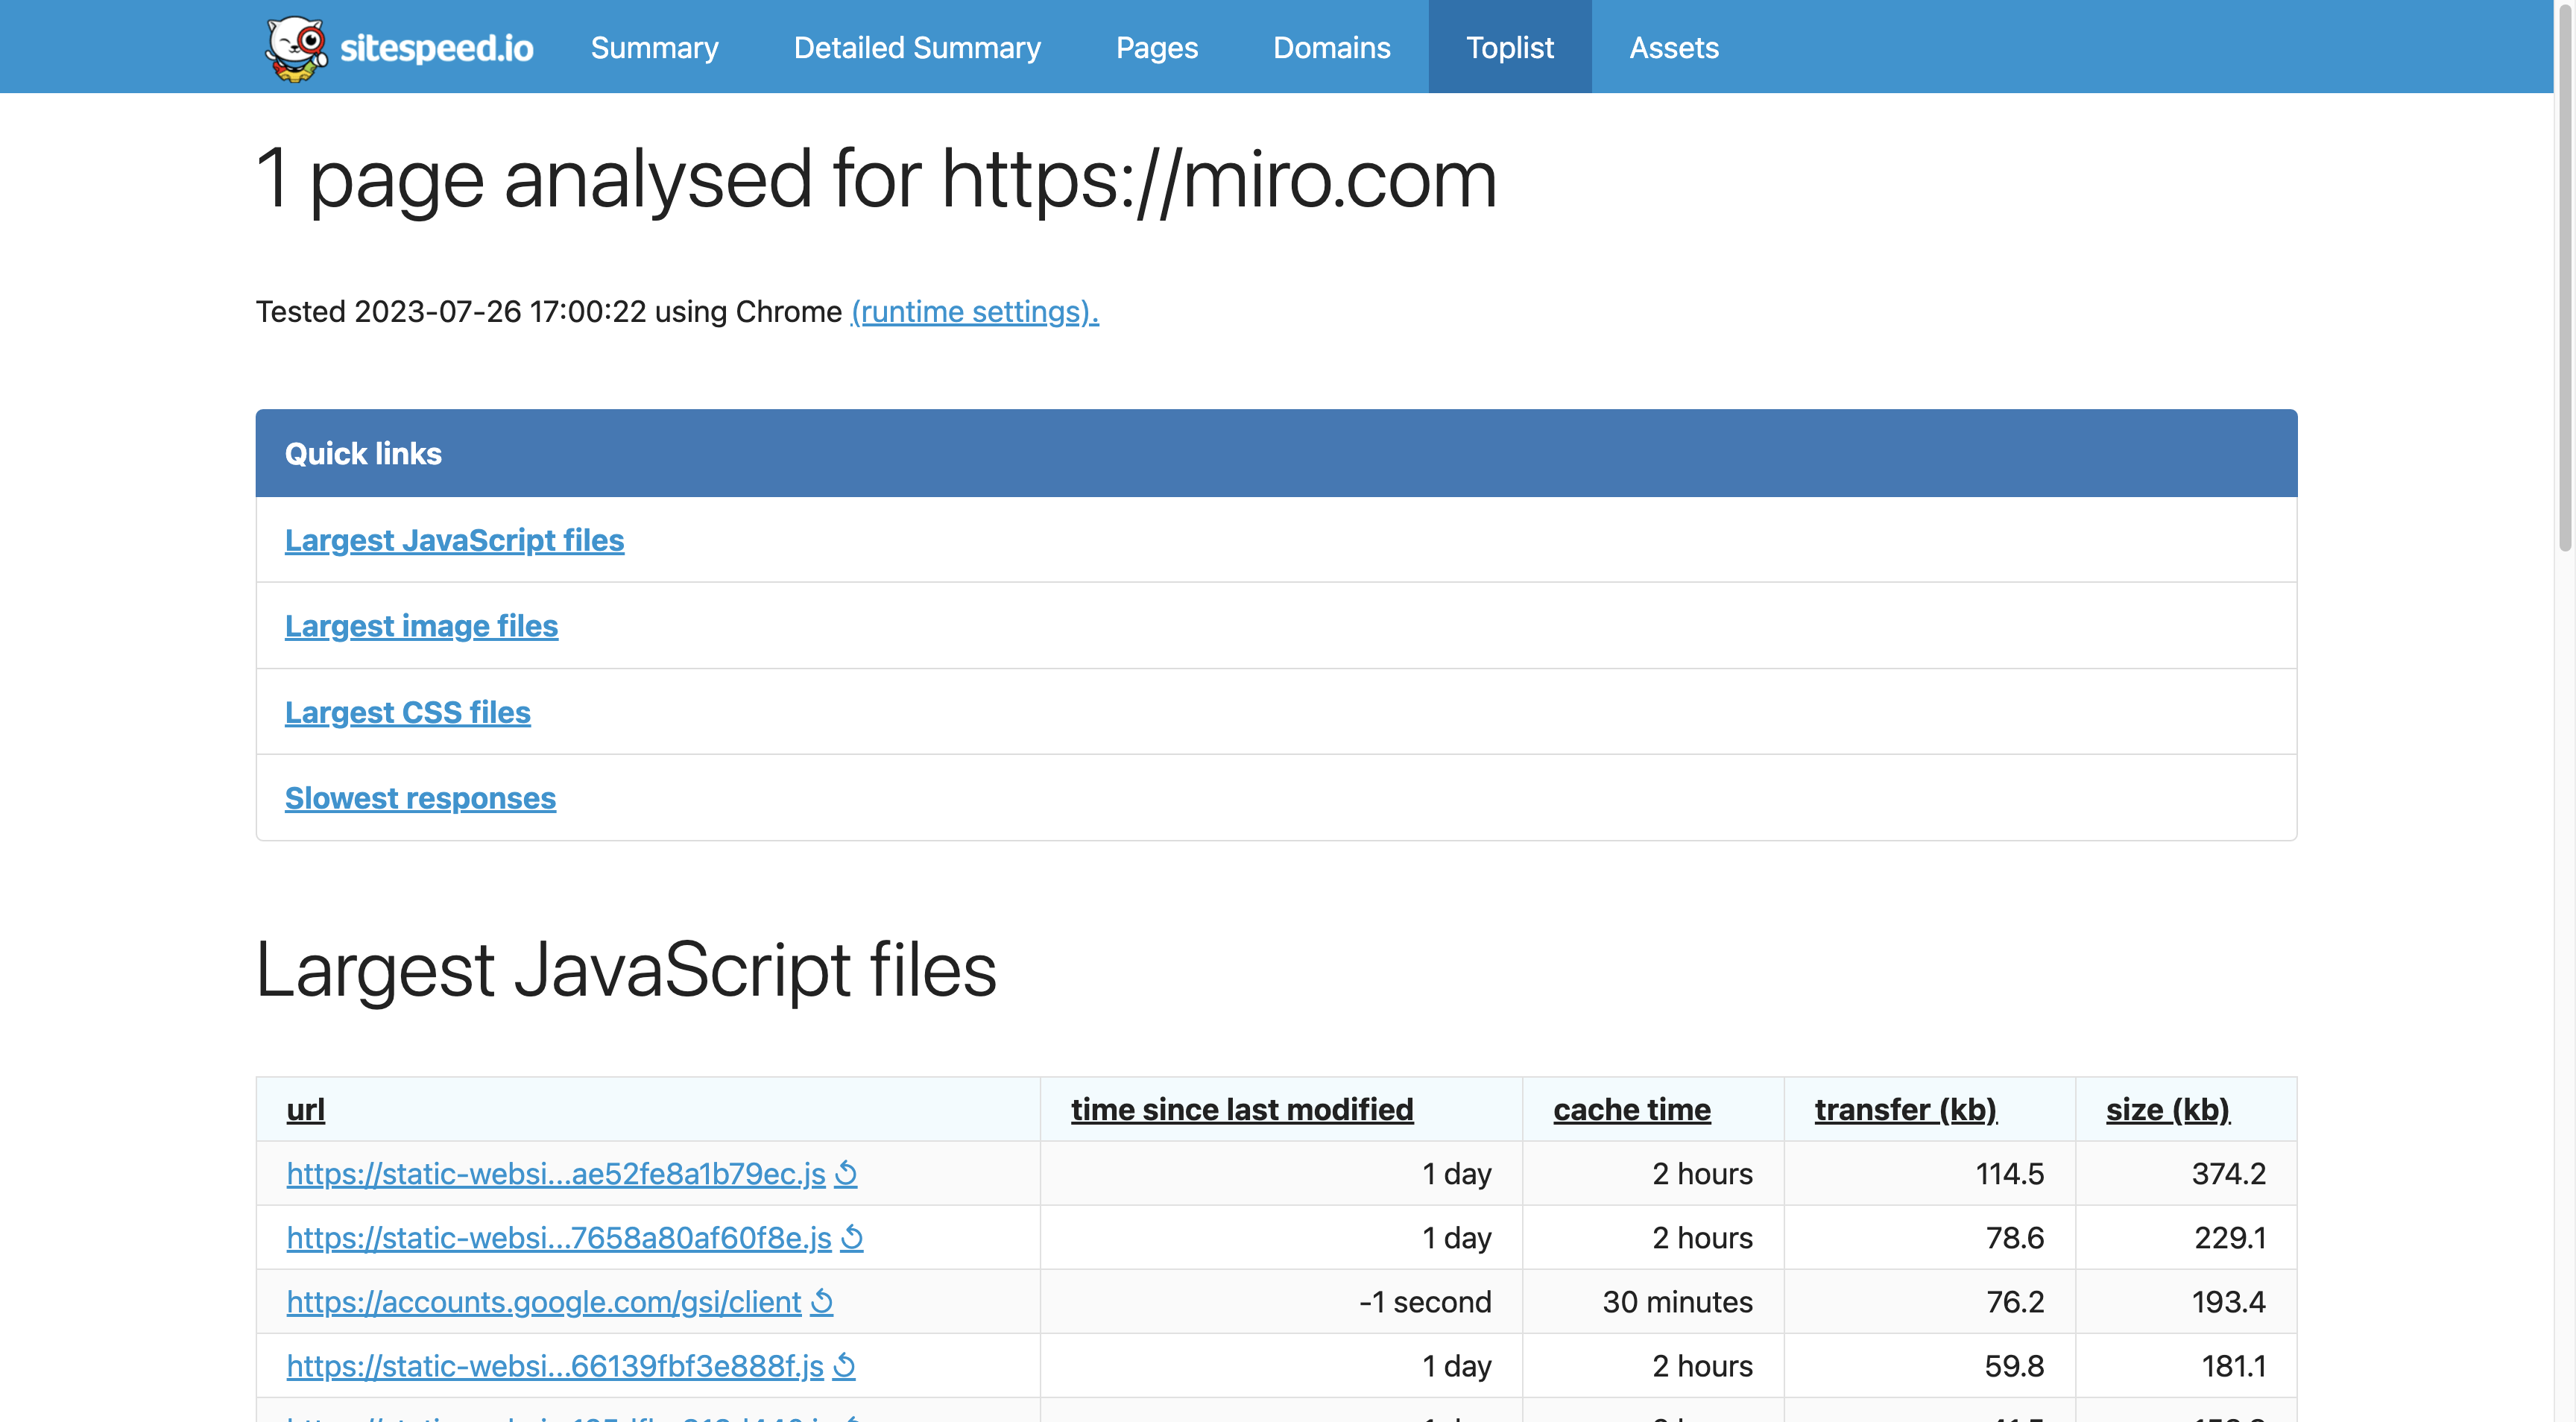 sitespeed.io Summary Detailed Summary Pages Domains Toplist Assets
1 page analysed for https://miro.com
Tested 2023-07-26 17:00:22 using Chrome (runtime settings).
Quick links
Largest JavaScript files
Largest image files
Largest CSS files
Slowest responses
Largest JavaScript files
url time since last modified cache time transfer (kb) size (kb)
https://static-websi...ae52fe8a1b79ec.js 1 day 2 hours 114.5 374.2
https://static-websi...7658a80af60f8e.js 1 day 2 hours 78.6 229.1
https://accounts.google.com/gsi/client -1 second 30 minutes 76.2 193.4
https://static-websi...66139fbf3e888f.js 1 day 2 hours 59.8 181.1